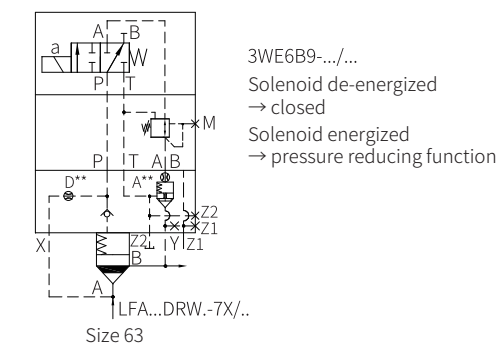 A B
a
P T
3WE6B9-.../...
Solenoid de-energized
→ closed
Solenoid energized
→ pressure reducing function
M
P T A B
D** A**
Z2
Z1
X Z2 Y Z1
B
A
LFA...DRW.-7X/..
Size 63